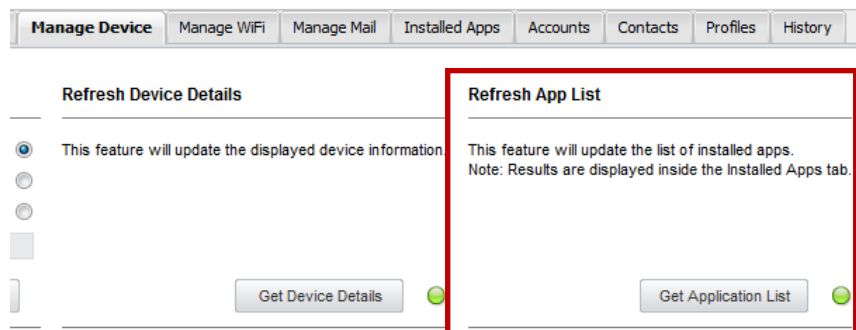 Manage Device Manage WiFi Manage Mail Installed Apps Accounts Contacts Profiles History
Refresh Device Details
This feature will update the displayed device information.
Get Device Details
Refresh App List
This feature will update the list of installed apps.
Note: Results are displayed inside the Installed Apps tab.
Get Application List